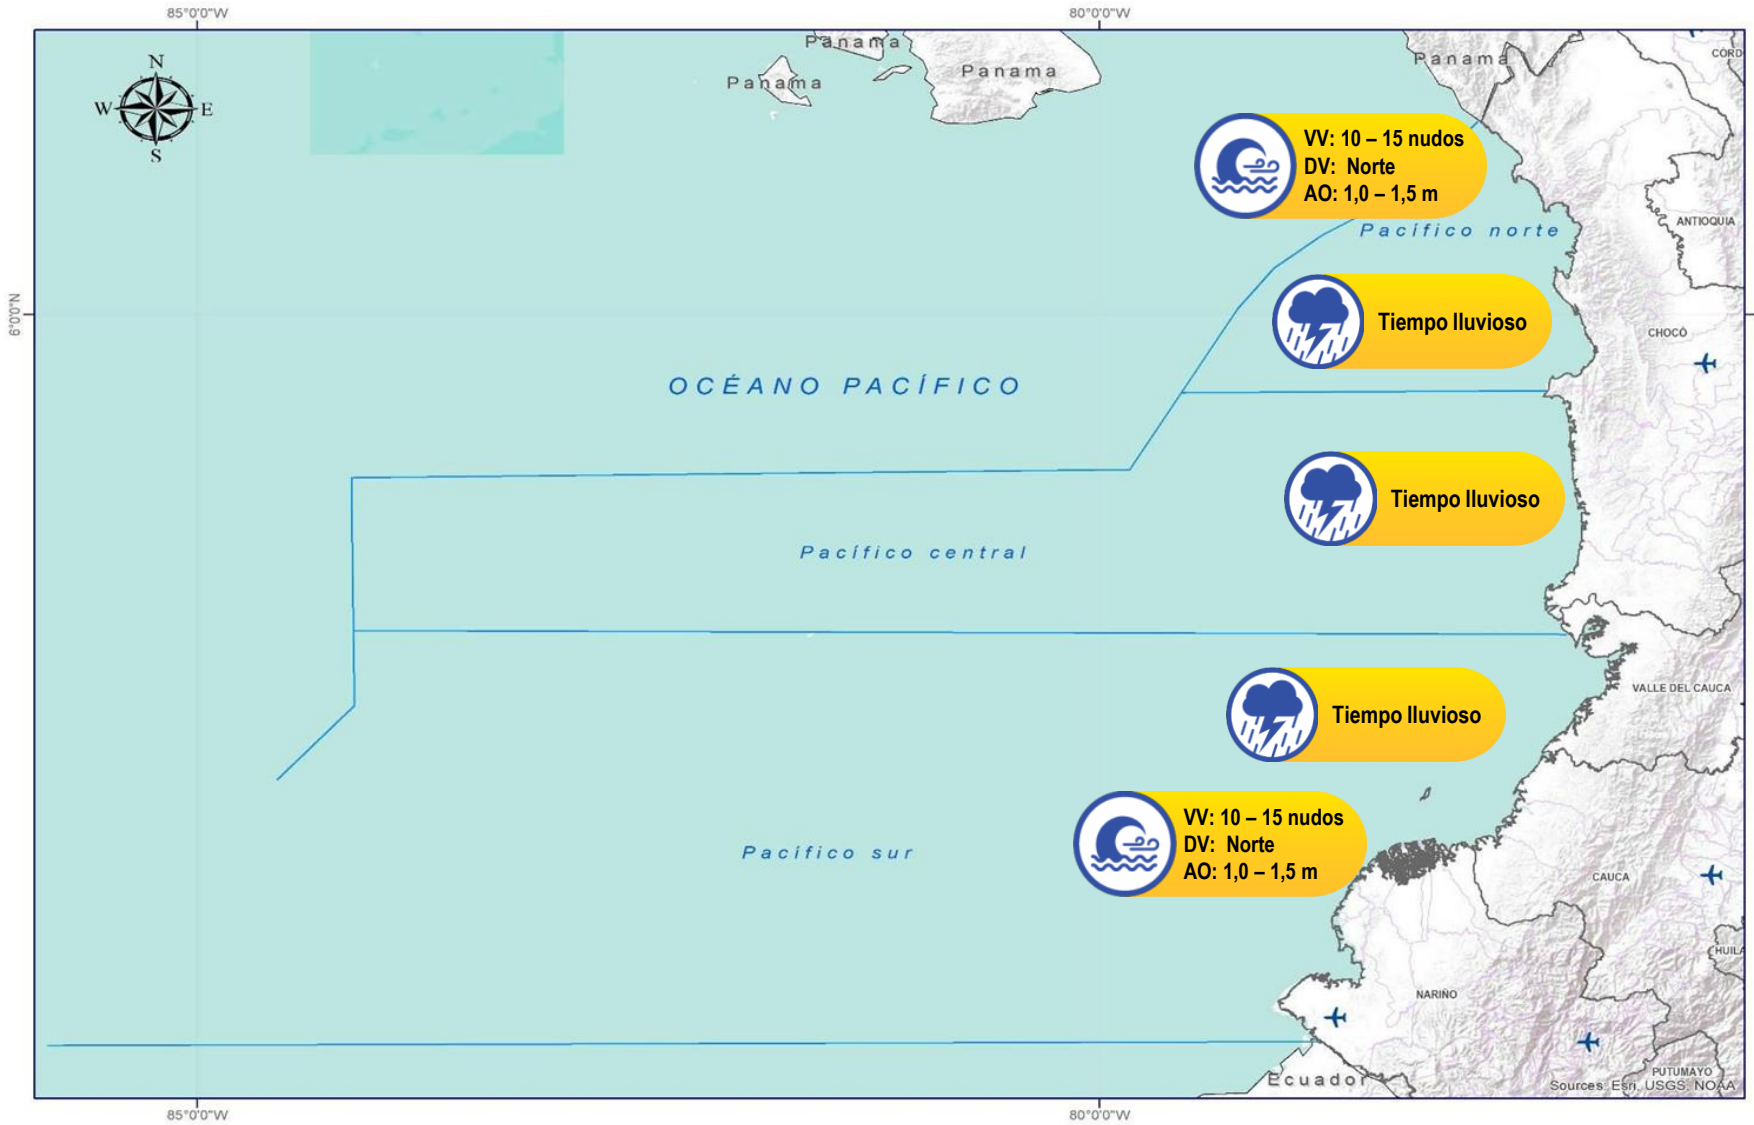 85°0'0"W
80°0'0"W
N
W
E
S
Panama
Panama
Panama
Panama
CORD
VV: 10 – 15 nudos
DV: Norte
AO: 1,0 – 1,5 m
ANTIOQUIA
Pacífico norte
6°0'0"N
Tiempo lluvioso
CHOCÓ
OCÉANO PACÍFICO
Tiempo lluvioso
Pacífico central
VALLE DEL CAUCA
Tiempo lluvioso
VV: 10 – 15 nudos
DV: Norte
AO: 1,0 – 1,5 m
Pacífico sur
CAUCA
HUILA
NARIÑO
PUTUMAYO
Ecuador
Sources: Esri, USGS, NOAA
85°0'0"W
80°0'0"W